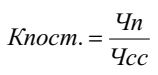 Кпост. = Чп / Чсс